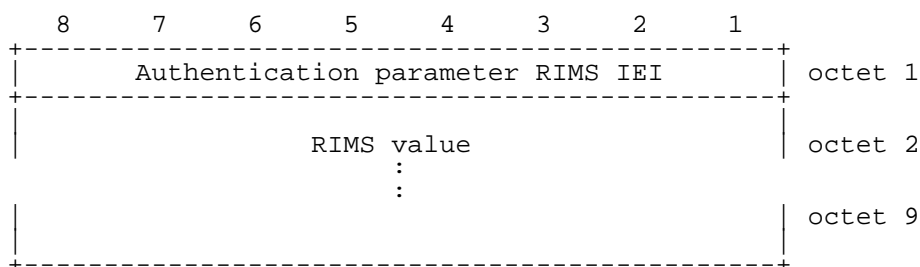 8 7 6 5 4 3 2 1
+-----------------------------------------------+
| Authentication parameter RIMS IEI | octet 1
+-----------------------------------------------+
| |
| RIMS value | octet 2
:
:
| | octet 9
| |
+-----------------------------------------------+